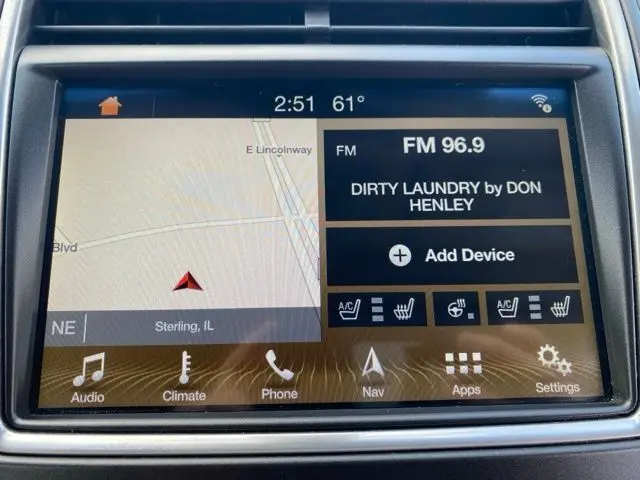 2:51 61°
E Lincolnway
Blvd
NE
Sterling, IL
FM
FM 96.9
DIRTY LAUNDRY by DON
HENLEY
Add Device
A/C
A/C
Audio
Climate
Phone
Nav
Apps
Settings